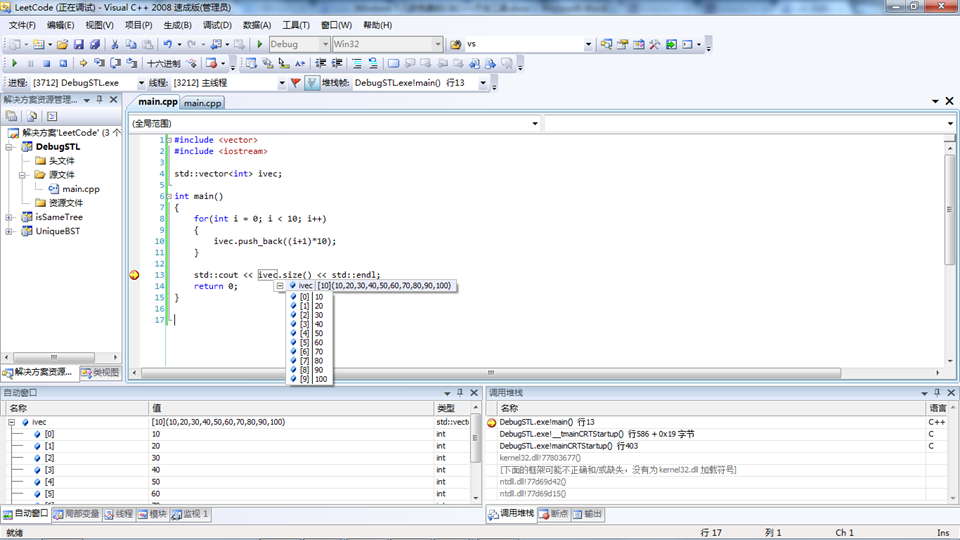 LeetCode (正在调试) - Visual C++ 2008 速成版(管理员)
文件(F) 编辑(E) 视图(V) 项目(P) 生成(B) 调试(D) 数据(A) 工具(T) 窗口(W) 帮助(H)
Debug Win32 vs
十六进制
进程: [3712] DebugSTL.exe 线程: [3212] 主线程 堆栈帧: DebugSTL.exe!main() 行13
解决方案资源管理...
解决方案'LeetCode' (3 个
DebugSTL
头文件
源文件
main.cpp
资源文件
isSameTree
UniqueBST
解决方案资源... 类视图
main.cpp main.cpp
(全局范围)
1 #include <vector>
2 #include <iostream>
3
4 std::vector<int> ivec;
5
6 int main()
7 {
8 for(int i = 0; i < 10; i++)
9 {
10 ivec.push_back((i+1)*10);
11 }
12
13 std::cout << ivec.size() << std::endl;
14 return 0;
15 }
16
17
ivec [10](10,20,30,40,50,60,70,80,90,100)
[0] 10
[1] 20
[2] 30
[3] 40
[4] 50
[5] 60
[6] 70
[7] 80
[8] 90
[9] 100
自动窗口
名称 值 类型
ivec [10](10,20,30,40,50,60,70,80,90,100) std::vect
[0] 10 int
[1] 20 int
[2] 30 int
[3] 40 int
[4] 50 int
[5] 60 int
自动窗口 局部变量 线程 模块 监视 1
调用堆栈
名称 语言
DebugSTL.exe!main() 行13 C++
DebugSTL.exe!__tmainCRTStartup() 行586 + 0x19 字节 C
DebugSTL.exe!mainCRTStartup() 行403 C
kernel32.dll!77803677()
[下面的框架可能不正确和/或缺失，没有为 kernel32.dll 加载符号]
ntdll.dll!77d69d42()
ntdll.dll!77d69d15()
调用堆栈 断点 输出
就绪 行 17 列 1 Ch 1 Ins